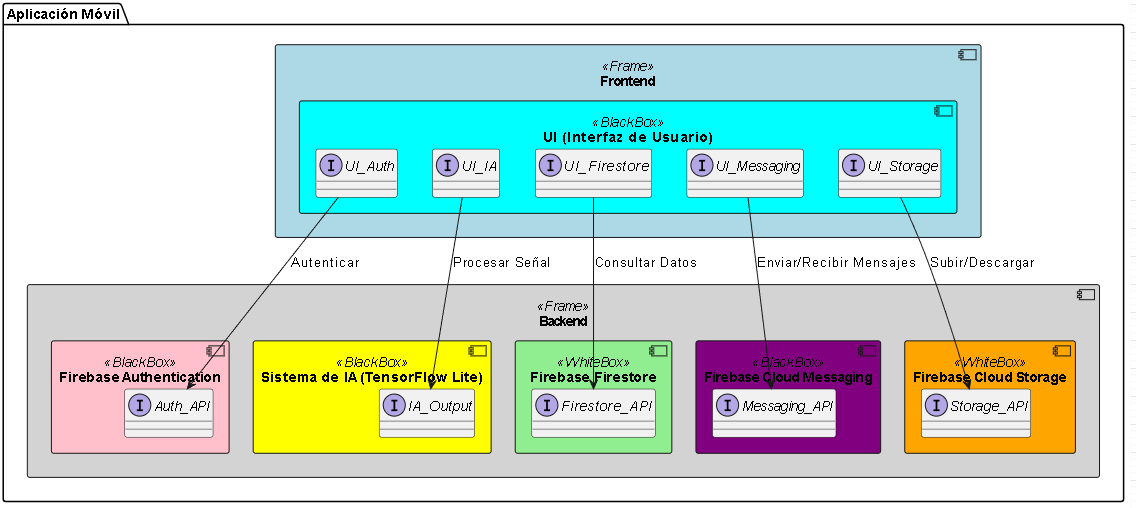 Aplicación Móvil
«Frame»
Frontend
«BlackBox»
UI (Interfaz de Usuario)
I UI_Auth
I UI_IA
I UI_Firestore
I UI_Messaging
I UI_Storage
Autenticar
Procesar Señal
Consultar Datos
Enviar/Recibir Mensajes
Subir/Descargar
«Frame»
Backend
«BlackBox»
Firebase Authentication
I Auth_API
«BlackBox»
Sistema de IA (TensorFlow Lite)
I IA_Output
«WhiteBox»
Firebase Firestore
I Firestore_API
«BlackBox»
Firebase Cloud Messaging
I Messaging_API
«WhiteBox»
Firebase Cloud Storage
I Storage_API